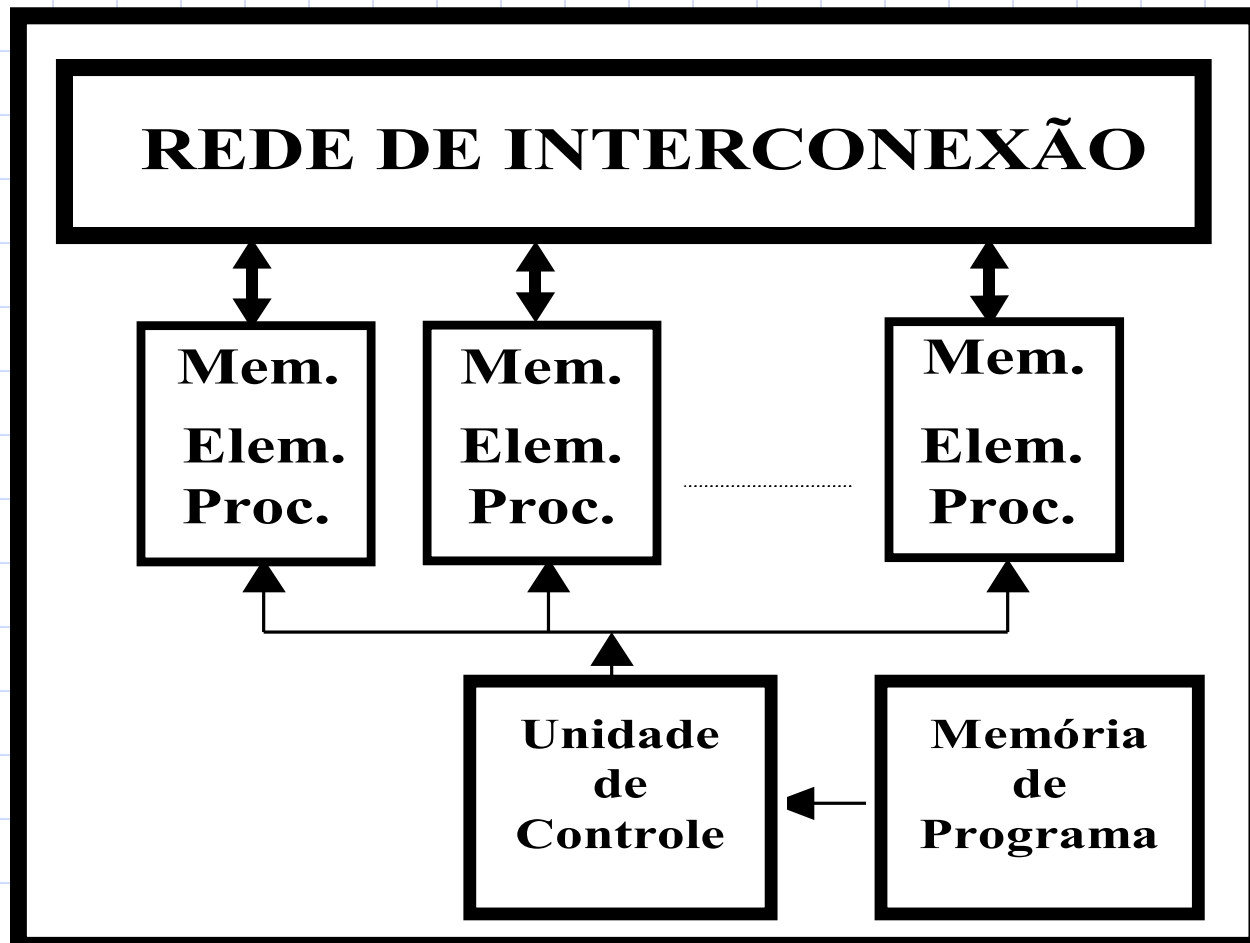 REDE DE INTERCONEXÃO
Mem.
Elem.
Proc.
Mem.
Elem.
Proc.
Mem.
Elem.
Proc.
Unidade
de
Controle
Memória
de
Programa